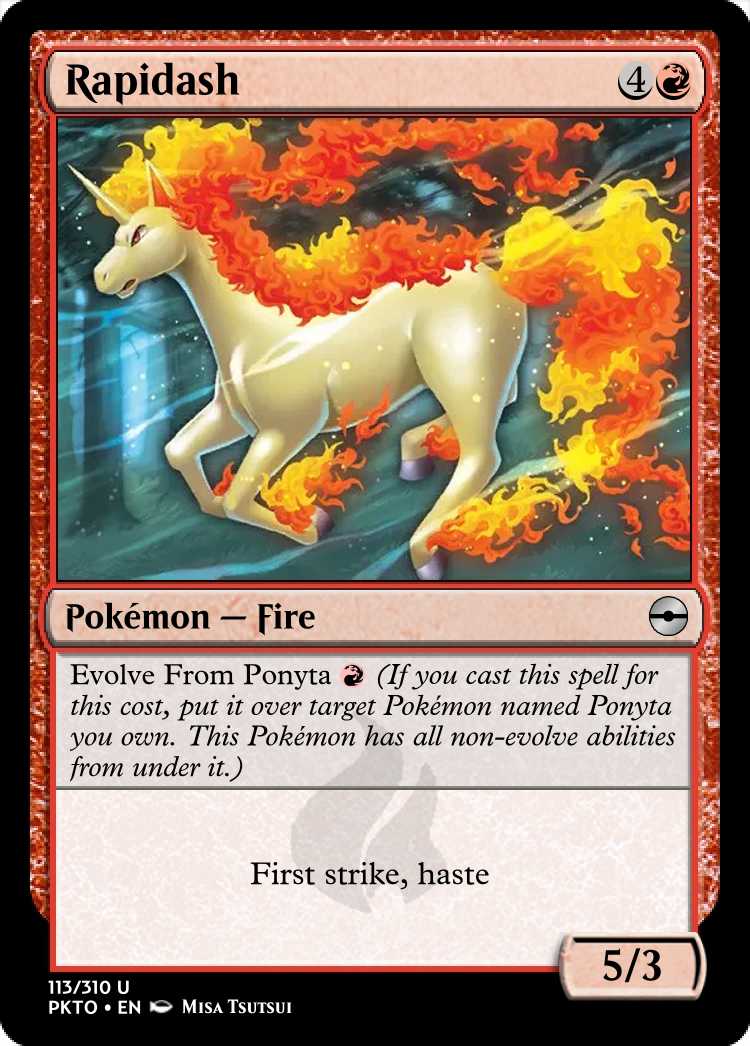 Rapidash 4
Pokémon — Fire
Evolve From Ponyta (If you cast this spell for
this cost, put it over target Pokémon named Ponyta
you own. This Pokémon has all non-evolve abilities
from under it.)
First strike, haste
5/3
113/310 U
PKTO • EN Misa Tsutsui